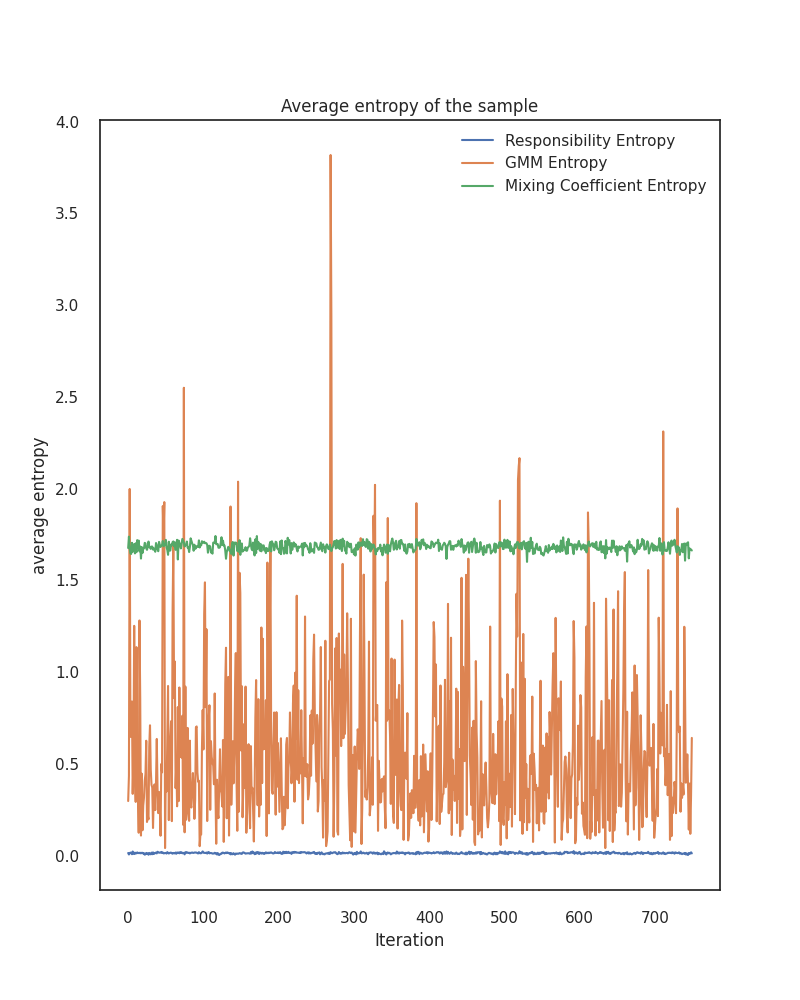 Average entropy of the sample
4.0
3.5
3.0
2.5
2.0
1.5
1.0
0.5
0.0
average entropy
Responsibility Entropy
GMM Entropy
Mixing Coefficient Entropy
0 100 200 300 400 500 600 700
Iteration